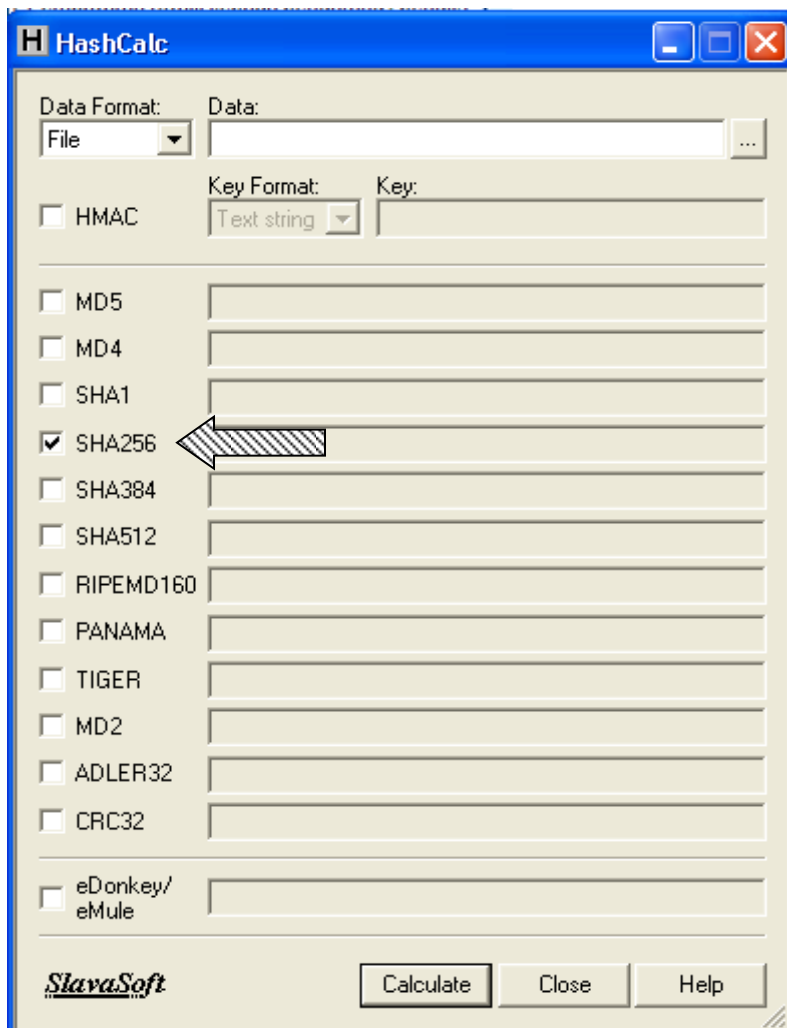 HashCalc
Data Format: Data:
File ...
Key Format: Key:
HMAC Text string
MD5
MD4
SHA1
SHA256
SHA384
SHA512
RIPEMD160
PANAMA
TIGER
MD2
ADLER32
CRC32
eDonkey/
eMule
SlavaSoft Calculate Close Help